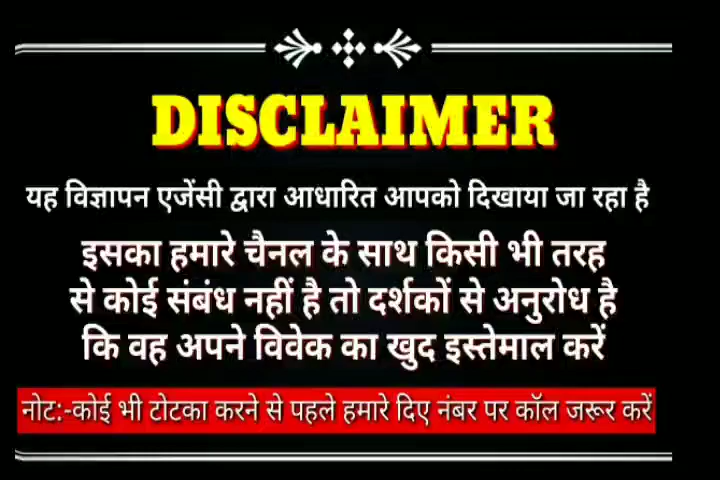 DISCLAIMER
यह विज्ञापन एजेंसी द्वारा आधारित आपको दिखाया जा रहा है
इसका हमारे चैनल के साथ किसी भी तरह
से कोई संबंध नहीं है तो दर्शकों से अनुरोध है
कि वह अपने विवेक का खुद इस्तेमाल करें
नोट:-कोई भी टोटका करने से पहले हमारे दिए नंबर पर कॉल जरूर करें